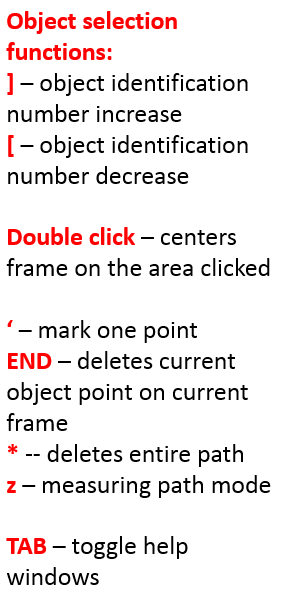 Object selection
functions:
] – object identification
number increase
[ – object identification
number decrease
Double click – centers
frame on the area clicked
‘ – mark one point
END – deletes current
object point on current
frame
* -- deletes entire path
z – measuring path mode
TAB – toggle help
windows